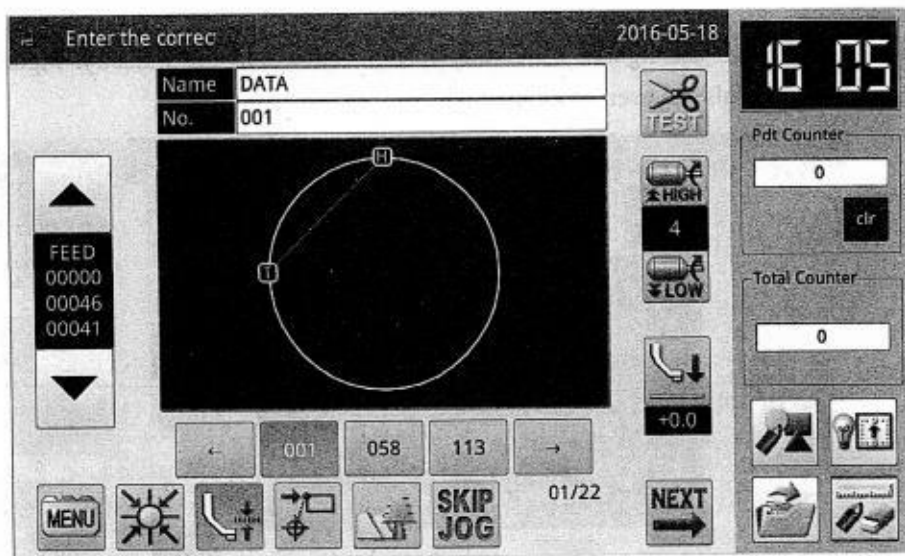 Enter the correc
2016-05-18
16 05
Name DATA
No. 001
TEST
Pdt Counter
0
clr
HIGH
4
LOW
FEED
00000
00046
00041
H
T
Total Counter
0
+0.0
← 001 058 113 →
01/22
MENU
SKIP
JOG
NEXT